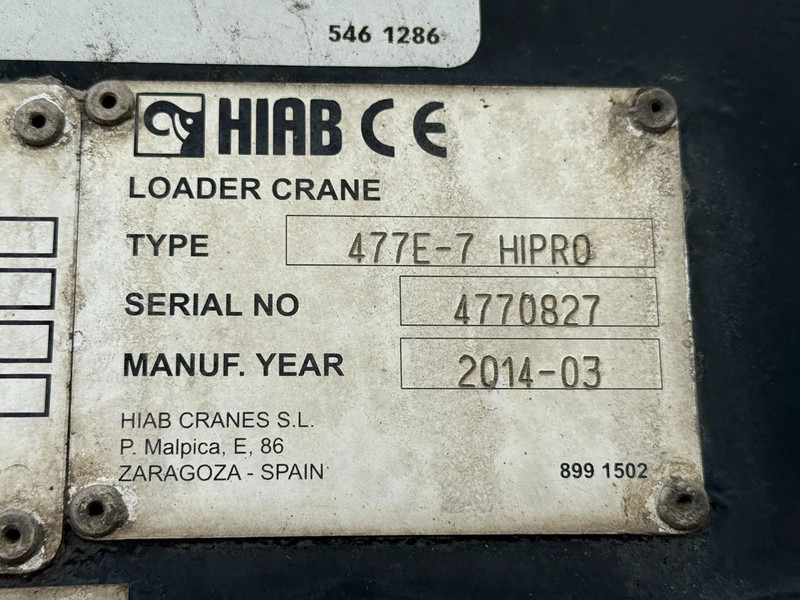 546 1286
HIAB CE
LOADER CRANE
TYPE 477E-7 HIPRO
SERIAL NO 4770827
MANUF. YEAR 2014-03
HIAB CRANES S.L.
P. Malpica, E, 86
ZARAGOZA - SPAIN 899 1502